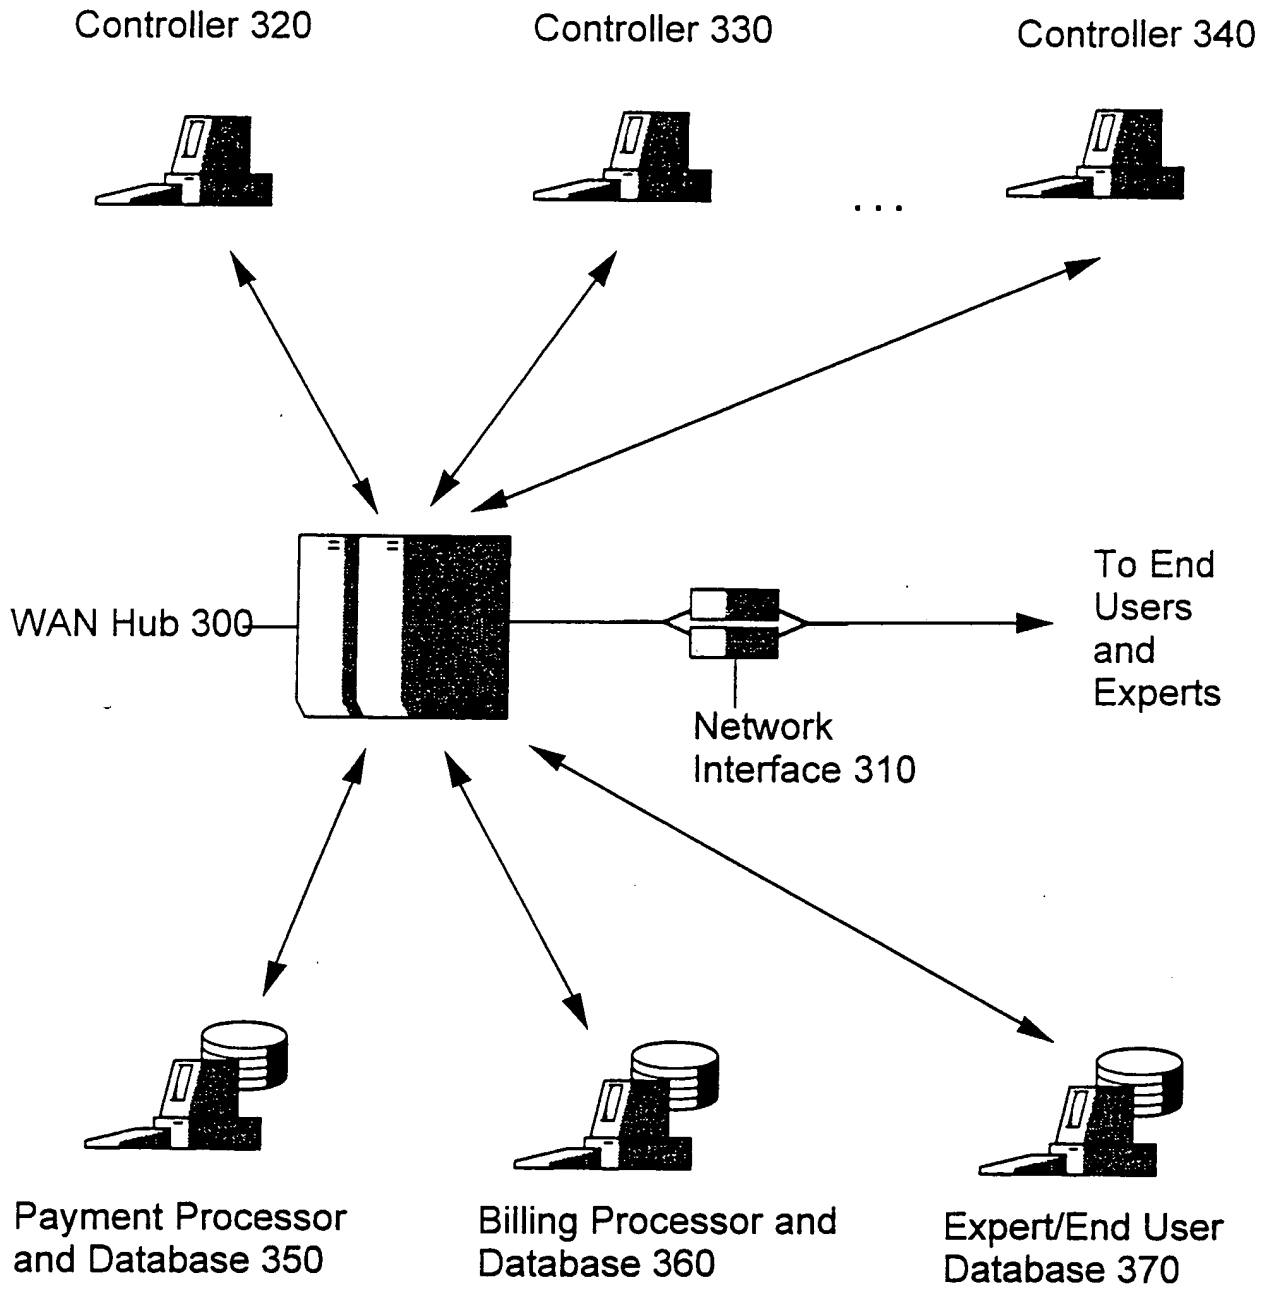 Controller 320
Controller 330
Controller 340
. . .
WAN Hub 300
To End
Users
and
Experts
Network
Interface 310
Payment Processor
and Database 350
Billing Processor and
Database 360
Expert/End User
Database 370